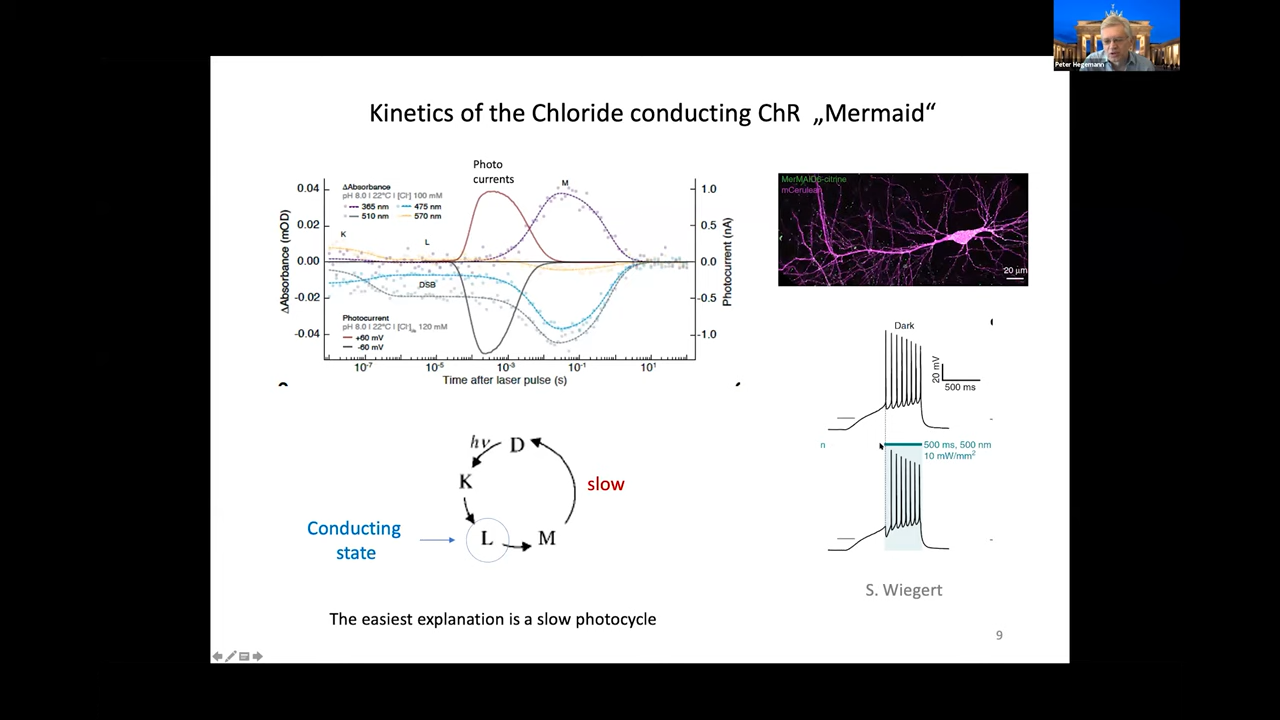 Peter Hegemann
Kinetics of the Chloride conducting ChR „Mermaid“
Photo
currents
M
ΔAbsorbance
pH 8.0 I 22°C I [Cl⁻] 100 mM
365 nm 475 nm
510 nm 570 nm
K
L
DSB
Photocurrent
pH 8.0 I 22°C I [Cl⁻] 120 mM
+60 mV
-60 mV
ΔAbsorbance (mOD)
0.04
0.02
0.00
-0.02
-0.04
1.0
0.5
0.0
-0.5
-1.0
Photocurrent (nA)
10⁻⁷ 10⁻⁵ 10⁻³ 10⁻¹ 10¹
Time after laser pulse (s)
MerMAID6-citrine
mCerulean
20 µm
Dark
20 mV
500 ms
n
500 ms, 500 nm
10 mW/mm²
S. Wiegert
hν
D
K
L
M
slow
Conducting
state
The easiest explanation is a slow photocycle
9